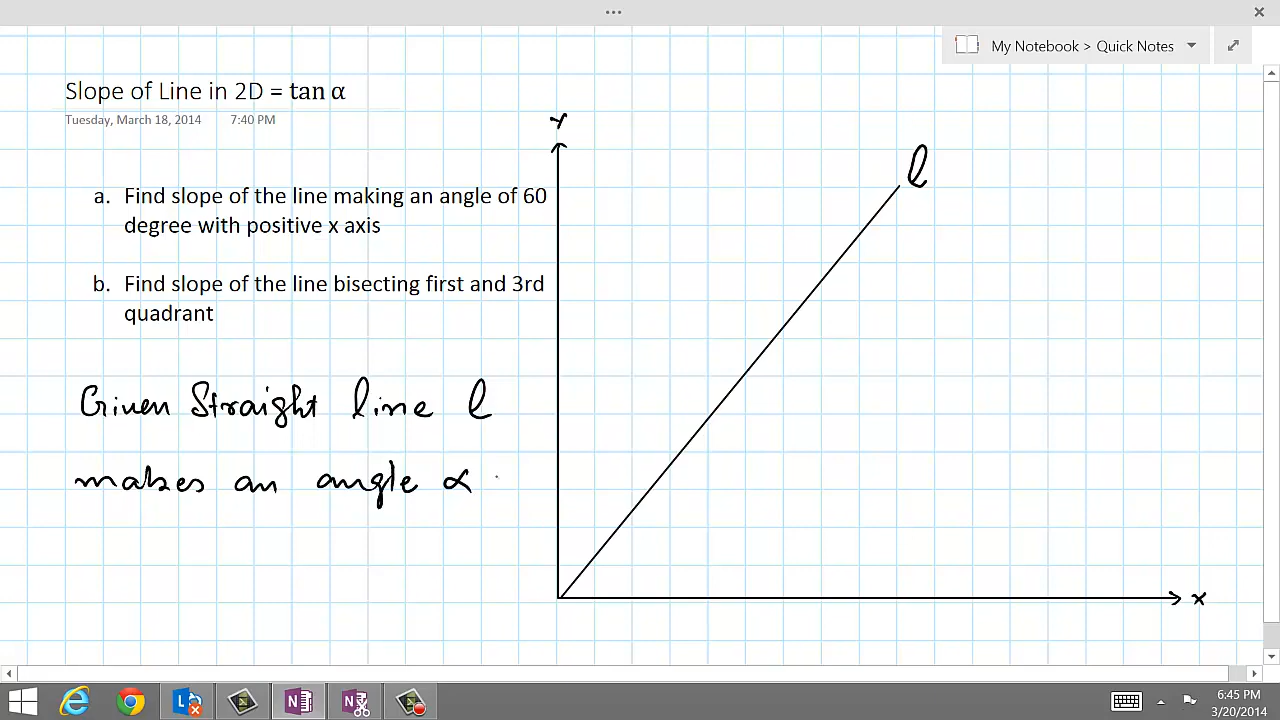 My Notebook > Quick Notes
Slope of Line in 2D = tan α
Tuesday, March 18, 2014 7:40 PM
a. Find slope of the line making an angle of 60
degree with positive x axis
b. Find slope of the line bisecting first and 3rd
quadrant
Given Straight line l
makes an angle α
Y
l
x
6:45 PM
3/20/2014